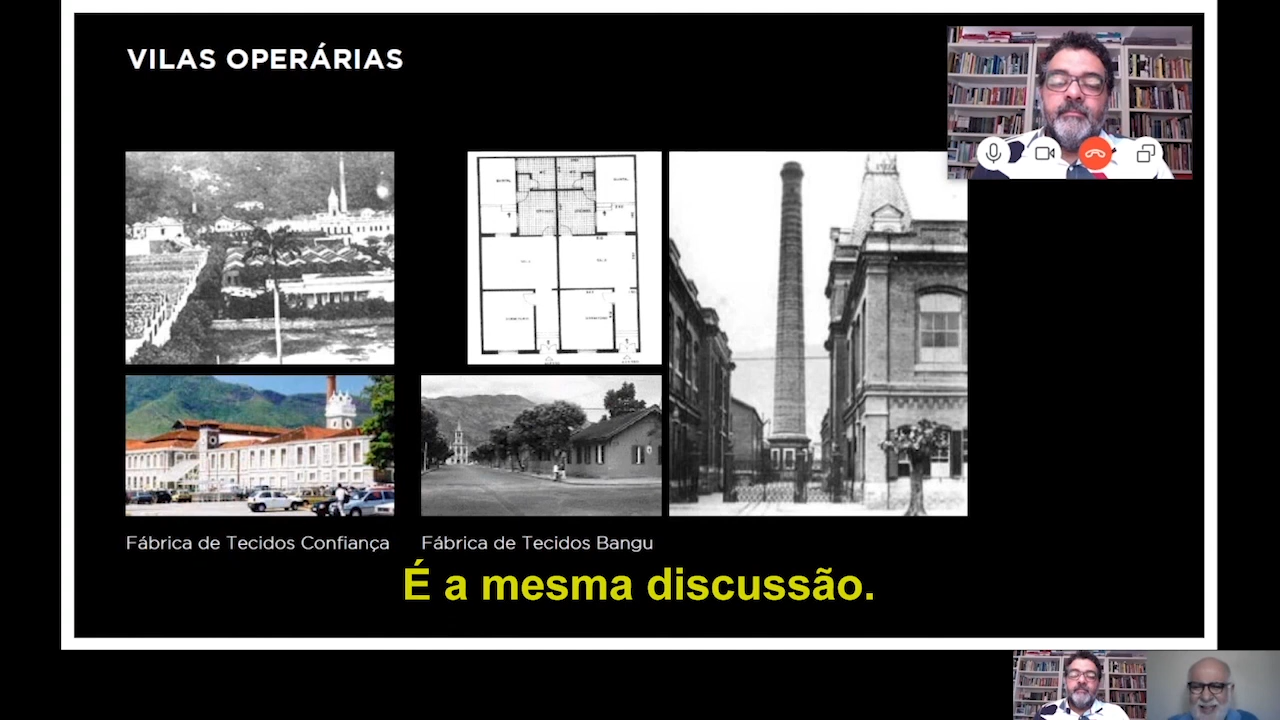 VILAS OPERÁRIAS
Fábrica de Tecidos Confiança
Fábrica de Tecidos Bangu
É a mesma discussão.